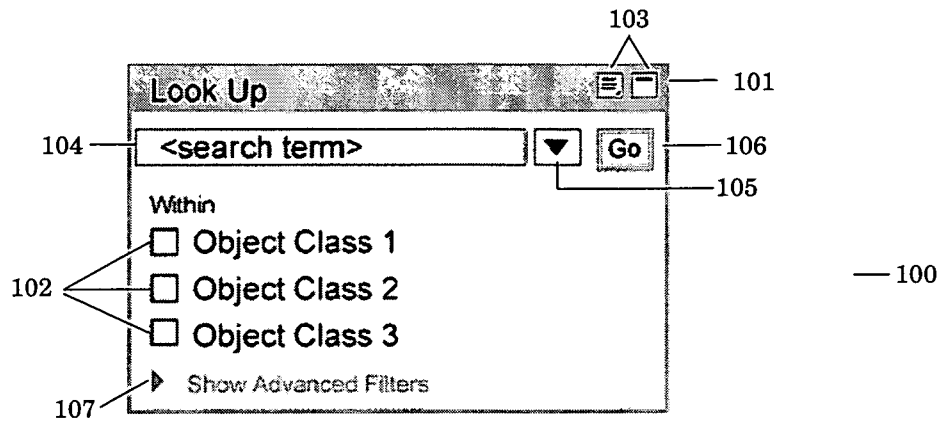 103
Look Up
101
104
<search term>
Go
106
105
Within
Object Class 1
102
Object Class 2
100
Object Class 3
Show Advanced Filters
107